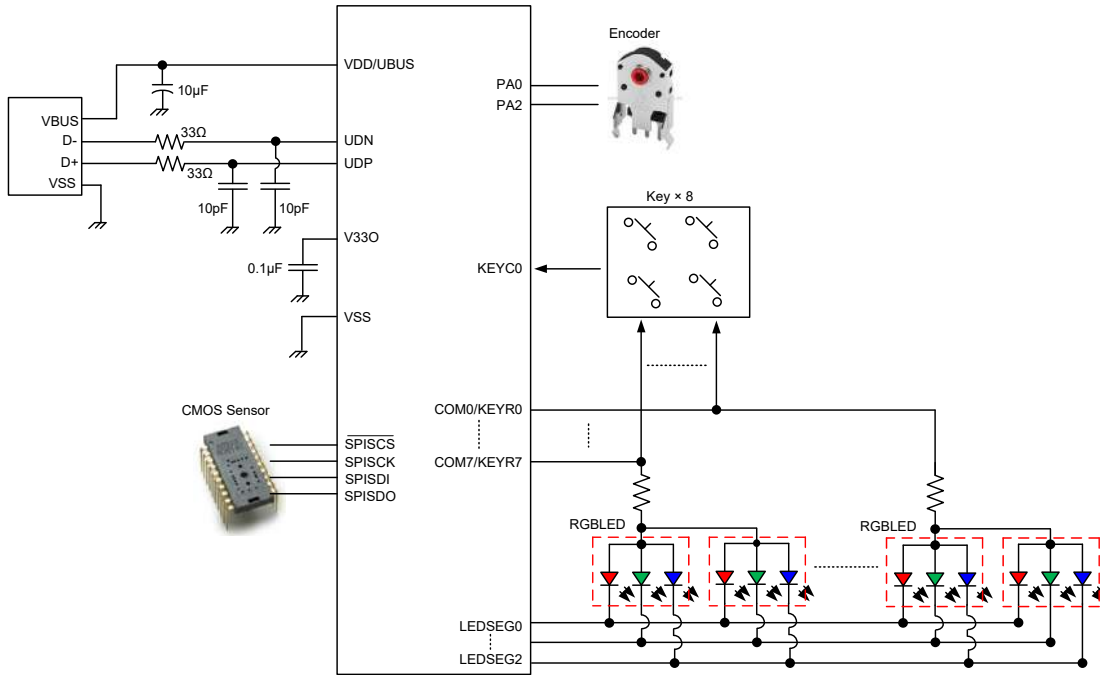 Encoder
VDD/UBUS
10µF
PA0
PA2
VBUS
D-
33Ω
UDN
D+
33Ω
UDP
VSS
10pF
10pF
Key × 8
V33O
0.1µF
KEYC0
VSS
CMOS Sensor
COM0/KEYR0
SPISCS
SPISCK
COM7/KEYR7
SPISDI
SPISDO
RGBLED
RGBLED
LEDSEG0
LEDSEG2